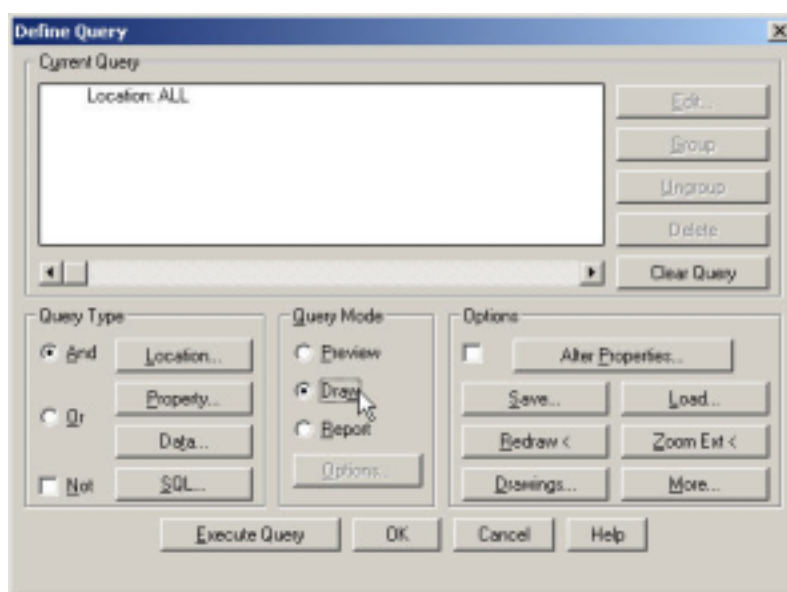 Define Query
Current Query
Location: ALL
Edit...
Group
Ungroup
Delete
Clear Query
Query Type
And
Location...
Property...
Or
Data...
Not
SQL...
Query Mode
Preview
Draw
Report
Options...
Options
Alter Properties...
Save...
Load...
Redraw <
Zoom Ext <
Drawings...
More...
Execute Query
OK
Cancel
Help